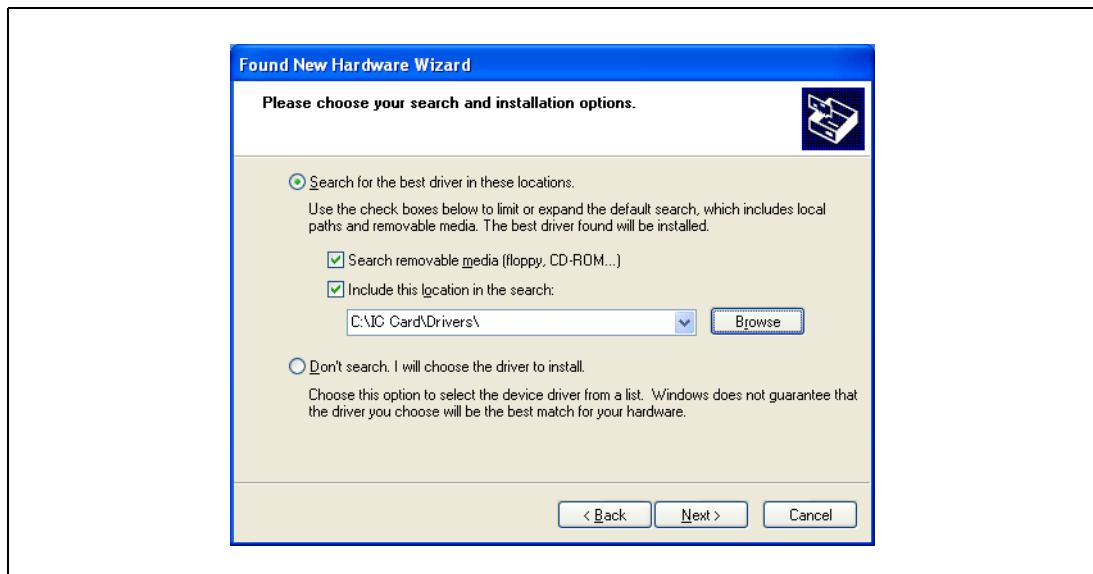 Found New Hardware Wizard
Please choose your search and installation options.
Search for the best driver in these locations.
Use the check boxes below to limit or expand the default search, which includes local
paths and removable media. The best driver found will be installed.
Search removable media (floppy, CD-ROM...)
Include this location in the search:
C:\IC Card\Drivers\
Browse
Don't search. I will choose the driver to install.
Choose this option to select the device driver from a list. Windows does not guarantee that
the driver you choose will be the best match for your hardware.
< Back Next > Cancel